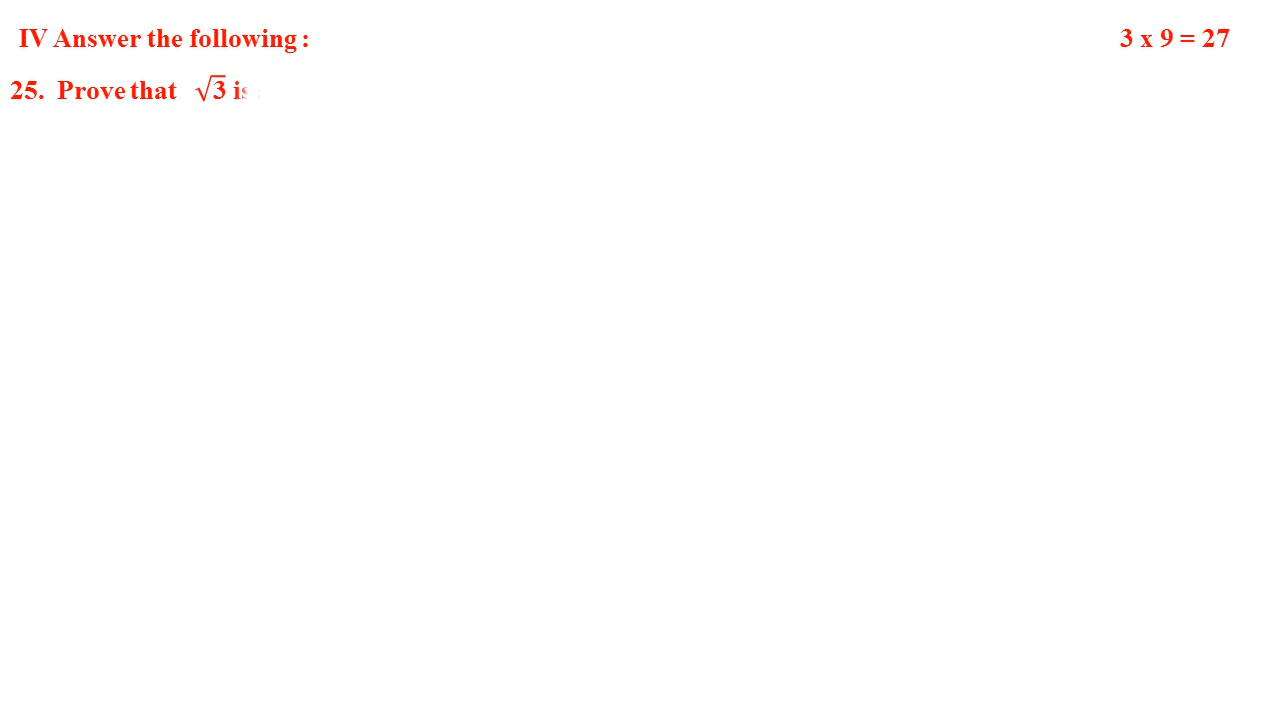 IV Answer the following : 3 x 9 = 27
25. Prove that √3 is